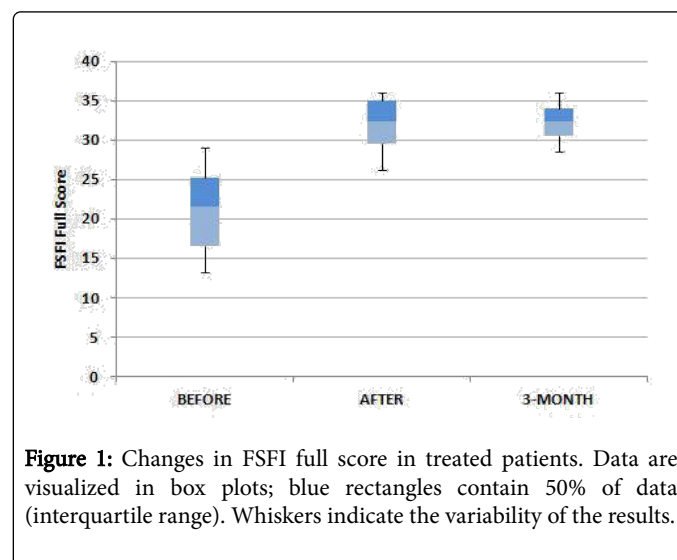 40
35
30
25
20
15
10
5
0
FSFI Full Score
BEFORE AFTER 3-MONTH
Figure 1: Changes in FSFI full score in treated patients. Data are
visualized in box plots; blue rectangles contain 50% of data
(interquartile range). Whiskers indicate the variability of the results.